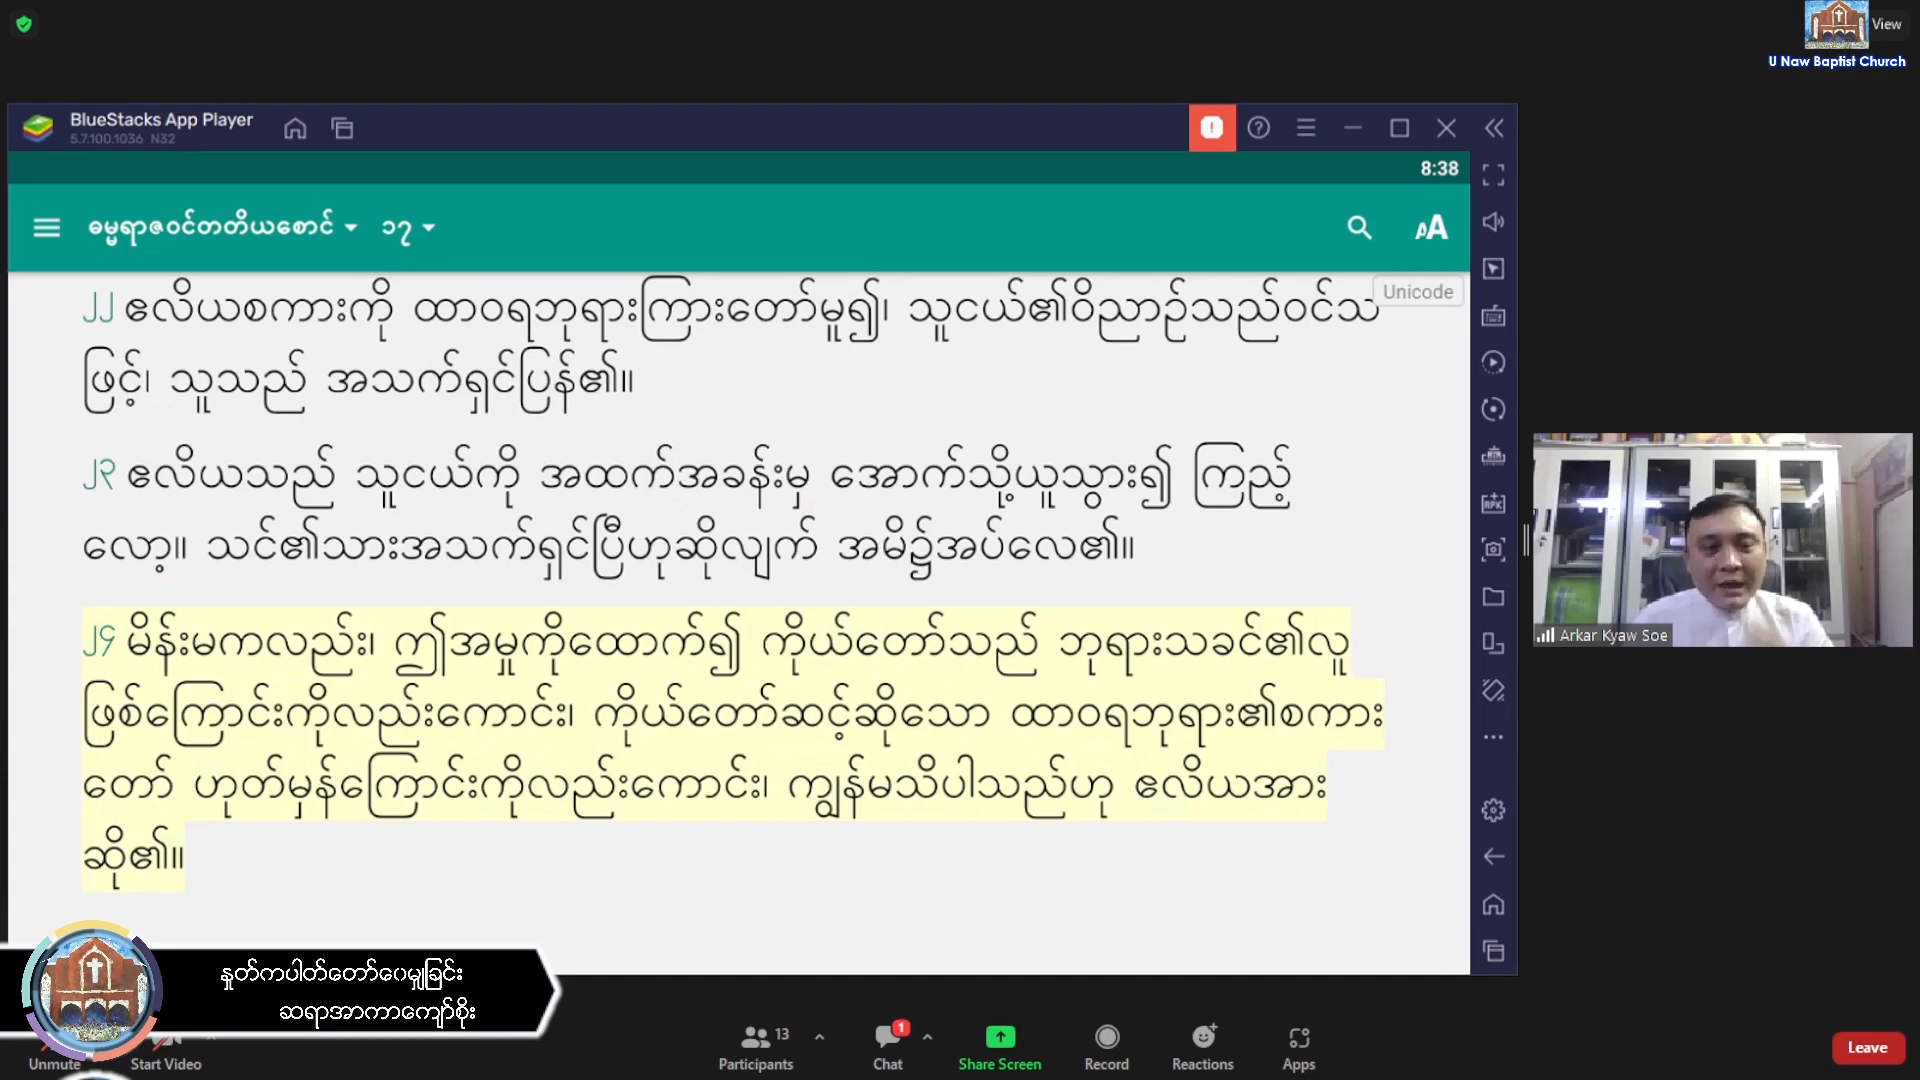 View
U Naw Baptist Church
BlueStacks App Player
5.7.100.1036 N32
8:38
ဓမ္မရာဇဝင်တတိယစောင် ၁၇
Unicode
၂၂ ဧလိယစကားကို ထာဝရဘုရားကြားတော်မူ၍၊ သူငယ်၏ဝိညာဉ်သည်ဝင်သ
ဖြင့်၊ သူသည် အသက်ရှင်ပြန်၏။
၂၃ ဧလိယသည် သူငယ်ကို အထက်အခန်းမှ အောက်သို့ယူသွား၍ ကြည့်
လော့။ သင်၏သားအသက်ရှင်ပြီဟုဆိုလျက် အမိ၌အပ်လေ၏။
၂၄ မိန်းမကလည်း၊ ဤအမှုကိုထောက်၍ ကိုယ်တော်သည် ဘုရားသခင်၏လူ
ဖြစ်ကြောင်းကိုလည်းကောင်း၊ ကိုယ်တော်ဆင့်ဆိုသော ထာဝရဘုရား၏စကား
တော် ဟုတ်မှန်ကြောင်းကိုလည်းကောင်း၊ ကျွန်မသိပါသည်ဟု ဧလိယအား
ဆို၏။
Arkar Kyaw Soe
နှုတ်ကပါတ်တော်ဝေမျှခြင်း
ဆရာအာကာကျော်စိုး
Unmute
Start Video
13
Participants
1
Chat
Share Screen
Record
Reactions
Apps
Leave